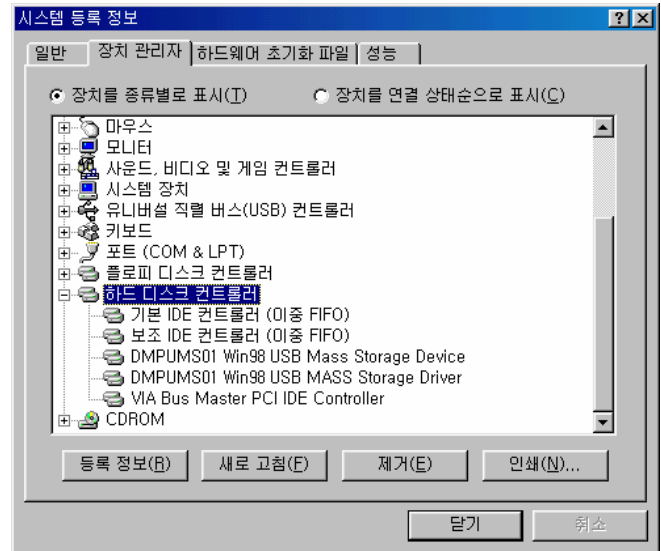 시스템 등록 정보
일반 장치 관리자 하드웨어 초기화 파일 성능
장치를 종류별로 표시(T) 장치를 연결 상태순으로 표시(C)
마우스
모니터
사운드, 비디오 및 게임 컨트롤러
시스템 장치
유니버설 직렬 버스(USB) 컨트롤러
키보드
포트 (COM & LPT)
플로피 디스크 컨트롤러
하드 디스크 컨트롤러
기본 IDE 컨트롤러 (이중 FIFO)
보조 IDE 컨트롤러 (이중 FIFO)
DMPUMS01 Win98 USB Mass Storage Device
DMPUMS01 Win98 USB MASS Storage Driver
VIA Bus Master PCI IDE Controller
CDROM
등록 정보(R) 새로 고침(F) 제거(E) 인쇄(N)...
닫기 취소